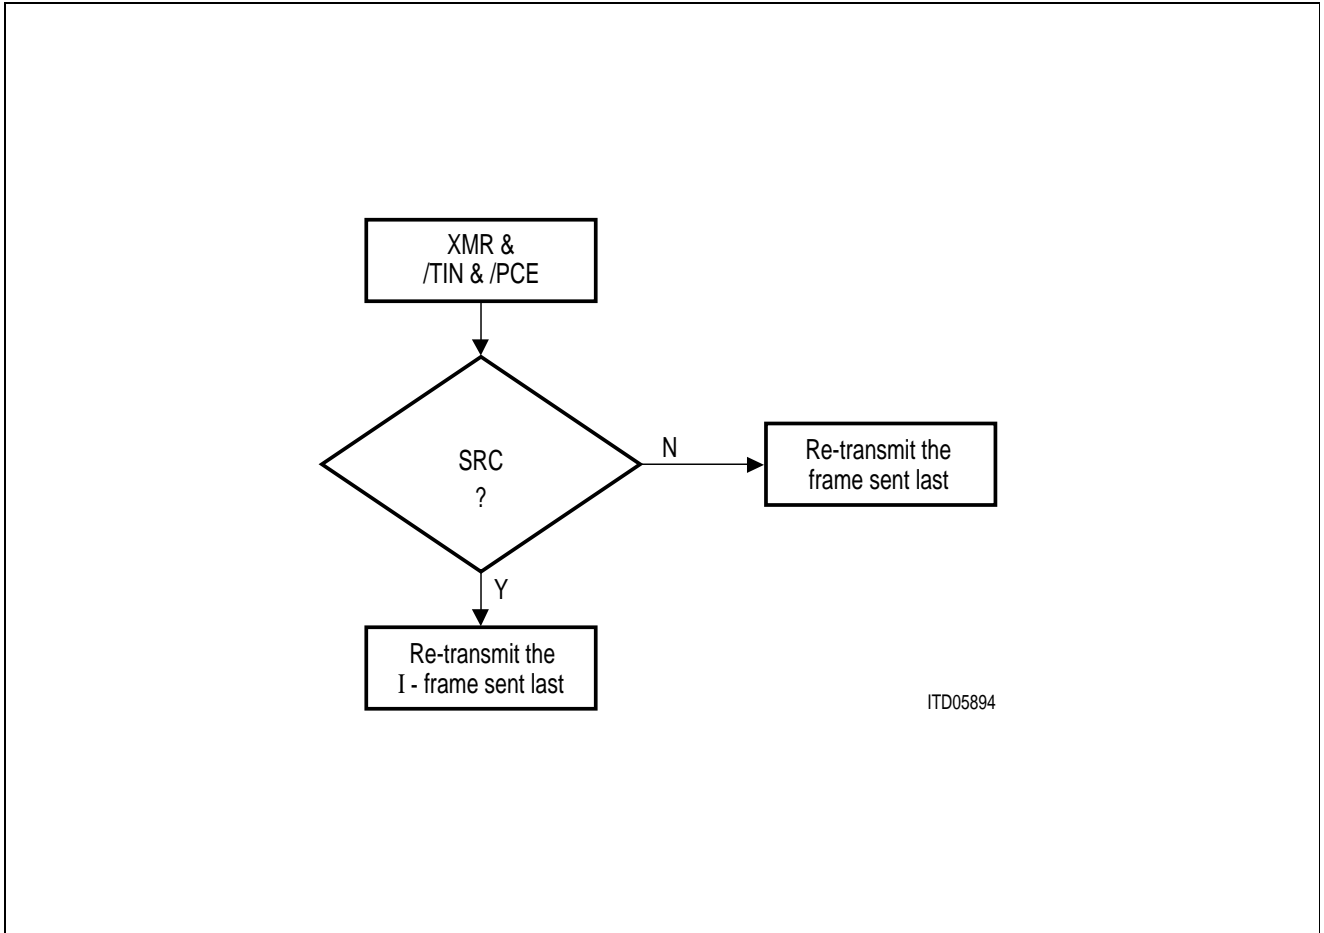 XMR &
/TIN & /PCE
SRC
?
N
Re-transmit the
frame sent last
Y
Re-transmit the
I - frame sent last
ITD05894